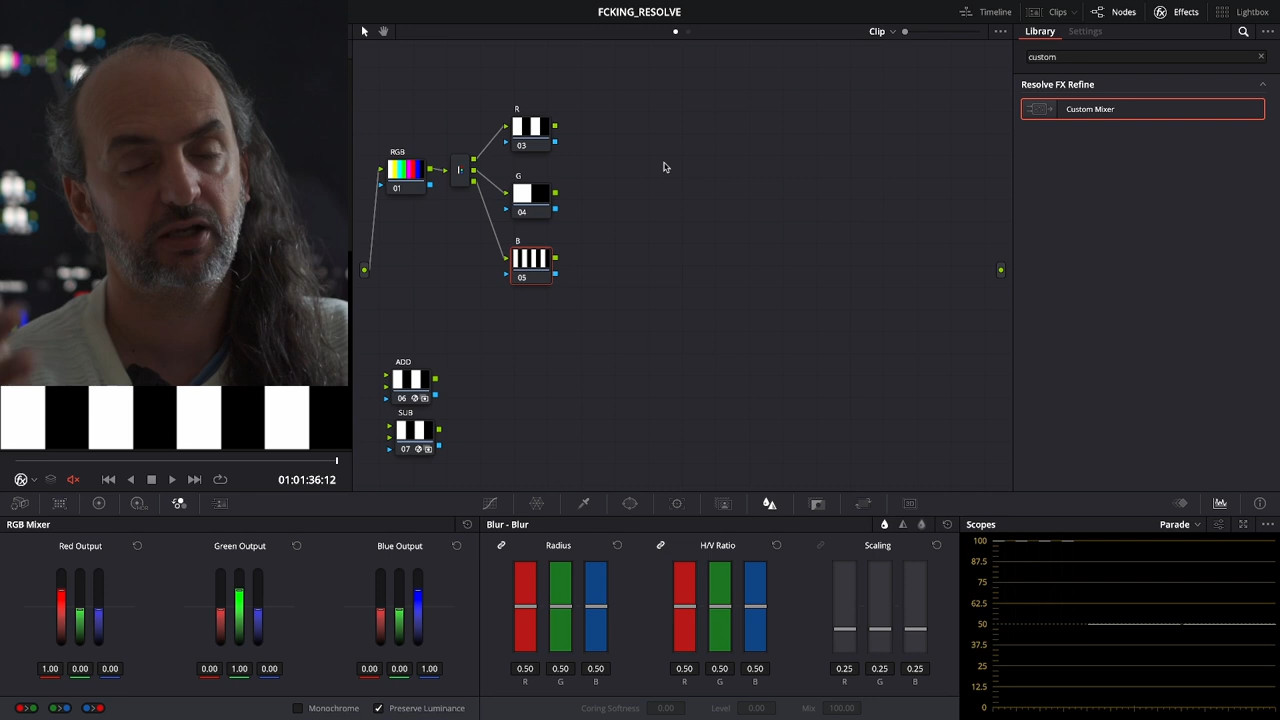 FCKING_RESOLVE
Timeline
Clips
Nodes
Effects
Lightbox
Clip
Library
Settings
custom
Resolve FX Refine
Custom Mixer
R
03
RGB
01
G
04
B
05
ADD
06
SUB
07
01:01:36:12
RGB Mixer
Blur - Blur
Scopes
Parade
Red Output
Green Output
Blue Output
Radius
H/V Ratio
Scaling
100
87.5
75
62.5
50
37.5
25
12.5
0
1.00 0.00 0.00
0.00 1.00 0.00
0.00 0.00 1.00
0.50 0.50 0.50
0.50 0.50 0.50
0.25 0.25 0.25
R G B
R G B
R G B
Monochrome
Preserve Luminance
Coring Softness 0.00
Level 0.00
Mix 100.00